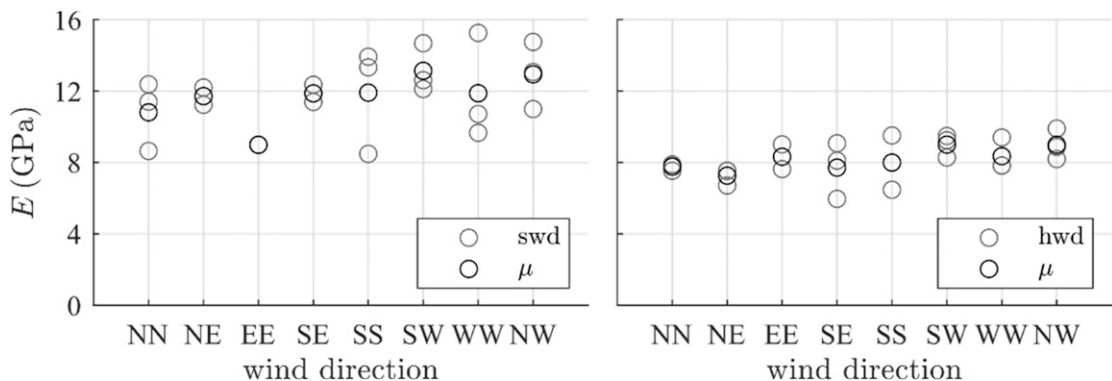 E (GPa)
16
12
8
4
0
swd
μ
NN NE EE SE SS SW WW NW
wind direction
hwd
μ
NN NE EE SE SS SW WW NW
wind direction